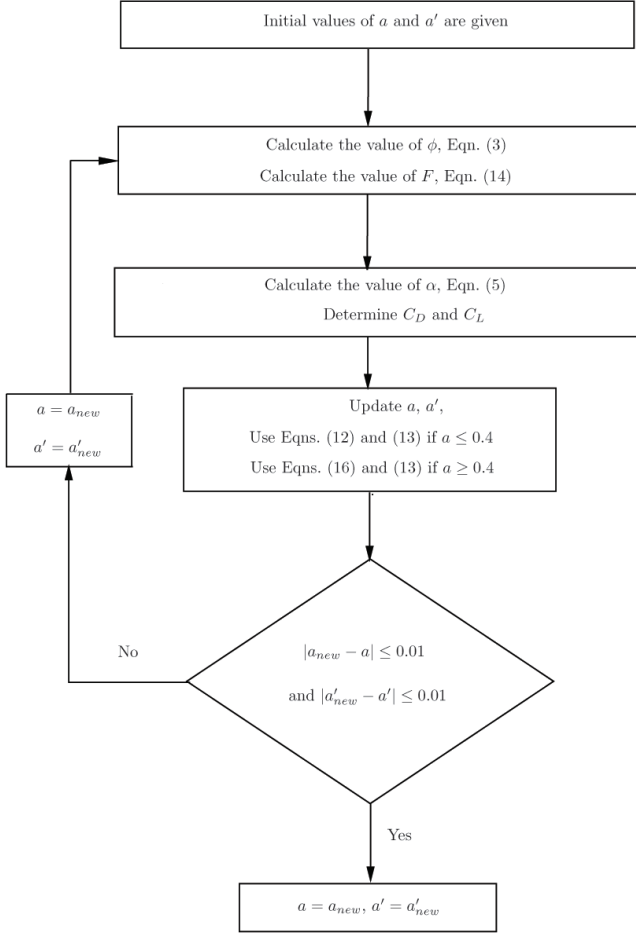 Initial values of a and a′ are given
Calculate the value of ϕ, Eqn. (3)
Calculate the value of F, Eqn. (14)
Calculate the value of α, Eqn. (5)
Determine C_D and C_L
Update a, a′,
Use Eqns. (12) and (13) if a ≤ 0.4
Use Eqns. (16) and (13) if a ≥ 0.4
a = a_new
a′ = a′_new
|a_new − a| ≤ 0.01
and |a′_new − a′| ≤ 0.01
No
Yes
a = a_new, a′ = a′_new